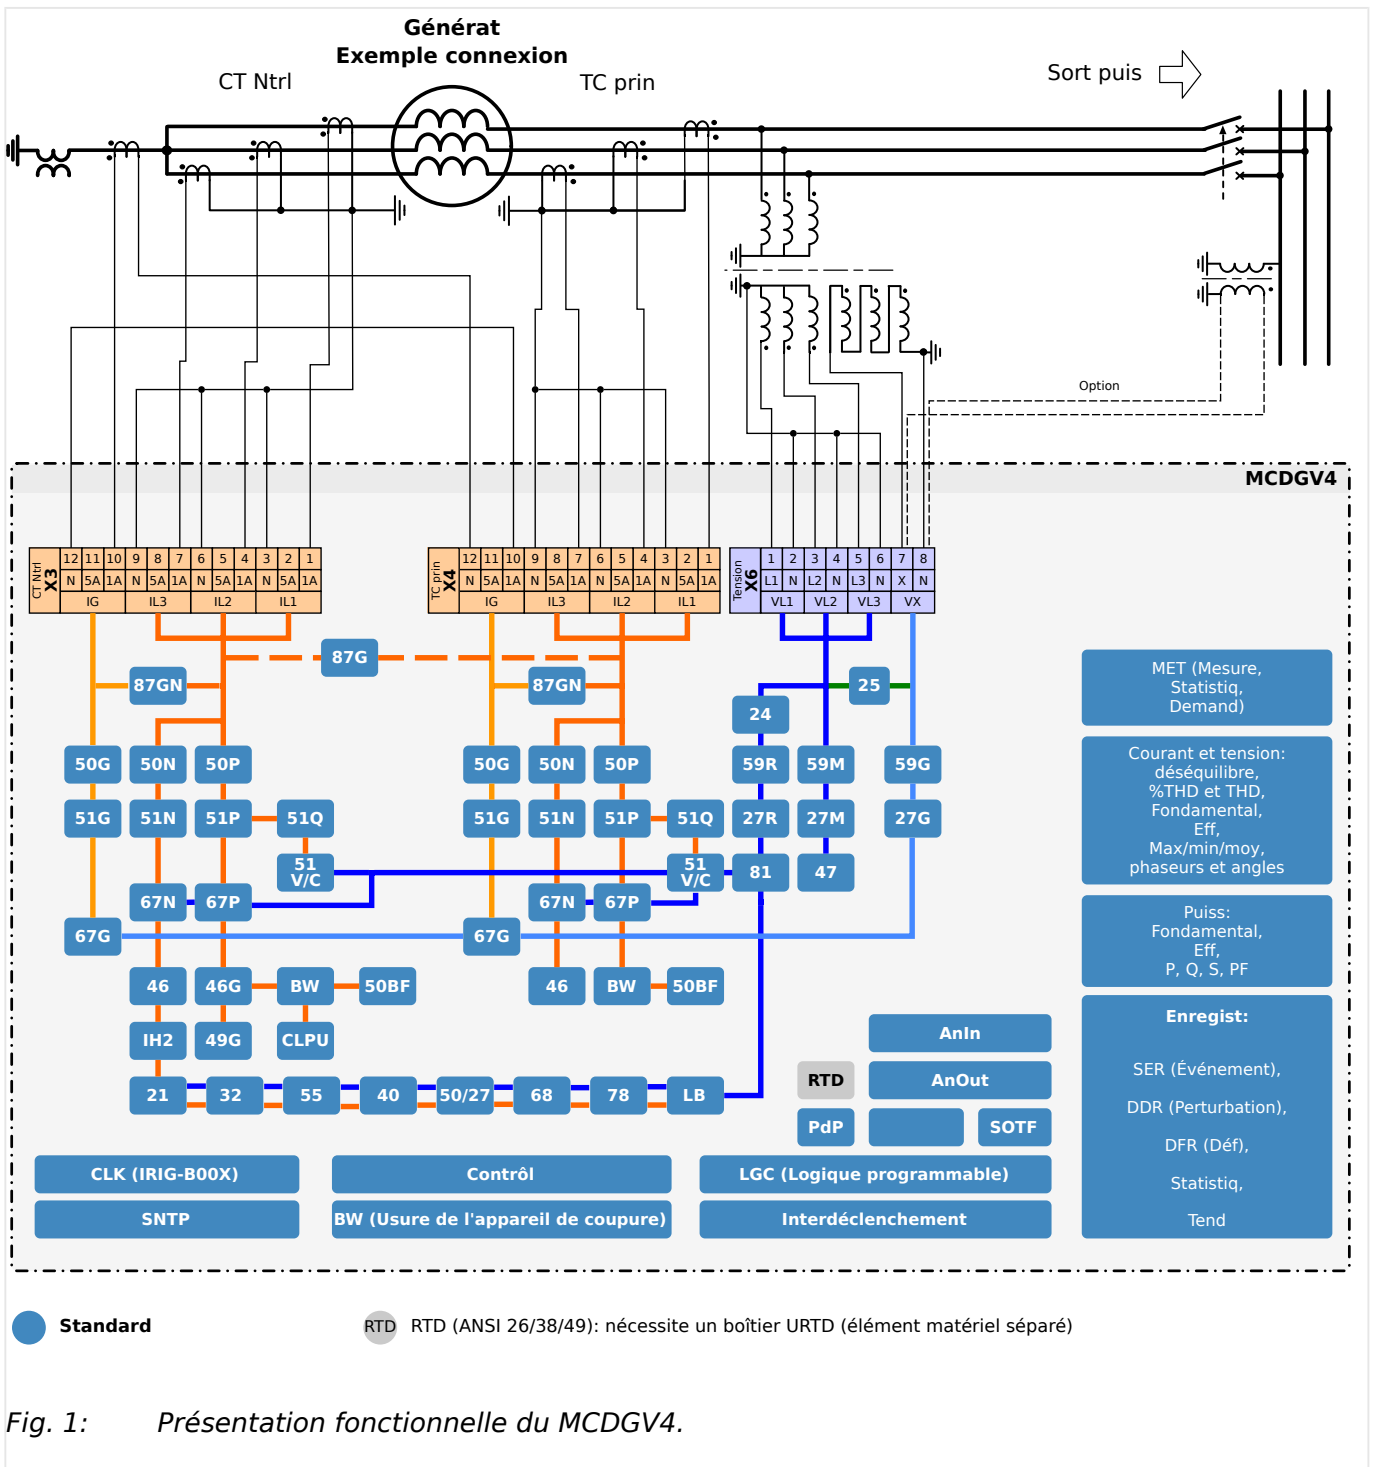 Générat
Exemple connexion
CT Ntrl
TC prin
Sort puis
Option
MCDGV4
CT Ntrl
X3
12 11 10 9 8 7 6 5 4 3 2 1
N 5A 1A N 5A 1A N 5A 1A N 5A 1A
IG IL3 IL2 IL1
TC prin
X4
12 11 10 9 8 7 6 5 4 3 2 1
N 5A 1A N 5A 1A N 5A 1A N 5A 1A
IG IL3 IL2 IL1
Tension
X6
1 2 3 4 5 6 7 8
L1 N L2 N L3 N X N
VL1 VL2 VL3 VX
87G
87GN 87GN 25
24
50G 50N 50P 50G 50N 50P 59R 59M 59G
51G 51N 51P 51Q 51G 51N 51P 51Q 27R 27M 27G
51
V/C
51
V/C
81 47
67N 67P 67N 67P
67G 67G
46 46G BW 50BF 46 BW 50BF
IH2 49G CLPU
21 32 55 40 50/27 68 78 LB
AnIn
RTD AnOut
PdP SOTF
CLK (IRIG-B00X) Contrôl LGC (Logique programmable)
SNTP BW (Usure de l'appareil de coupure) Interdéclenchement
MET (Mesure,
Statistiq,
Demand)
Courant et tension:
déséquilibre,
%THD et THD,
Fondamental,
Eff,
Max/min/moy,
phaseurs et angles
Puiss:
Fondamental,
Eff,
P, Q, S, PF
Enregist:
SER (Événement),
DDR (Perturbation),
DFR (Déf),
Statistiq,
Tend
Standard
RTD RTD (ANSI 26/38/49): nécessite un boîtier URTD (élément matériel séparé)
Fig. 1: Présentation fonctionnelle du MCDGV4.